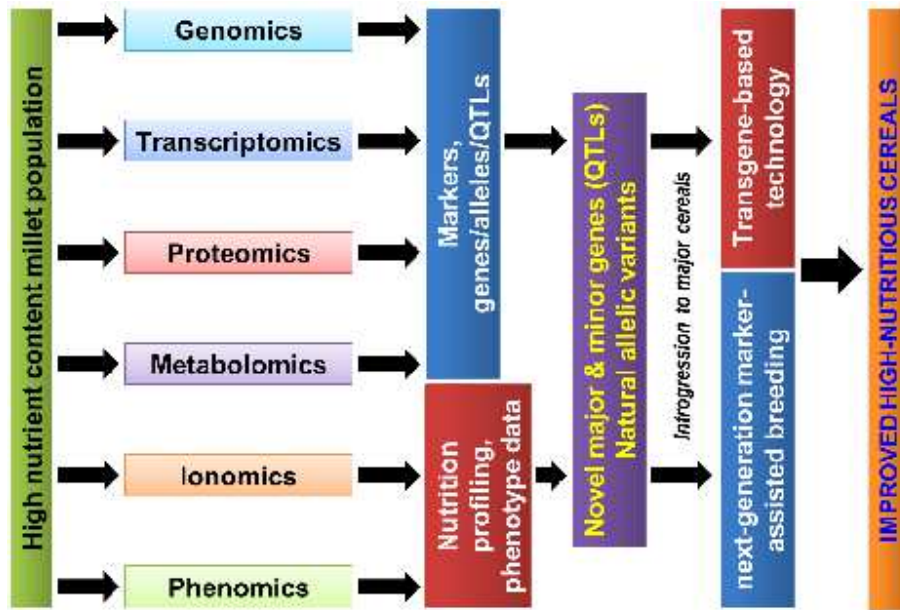 High nutrient content millet population
Genomics
Transcriptomics
Proteomics
Metabolomics
Ionomics
Phenomics
Markers,
genes/alleles/QTLs
Nutrition
profiling,
phenotype data
Novel major & minor genes (QTLs)
Natural allelic variants
Introgression to major cereals
Transgene-based
technology
next-generation marker-
assisted breeding
IMPROVED HIGH-NUTRITIOUS CEREALS